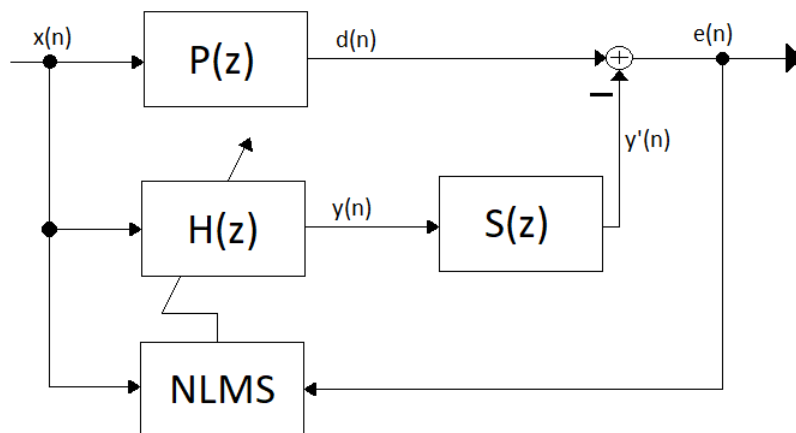 x(n)
P(z)
d(n)
+
e(n)
−
y'(n)
H(z)
y(n)
S(z)
NLMS